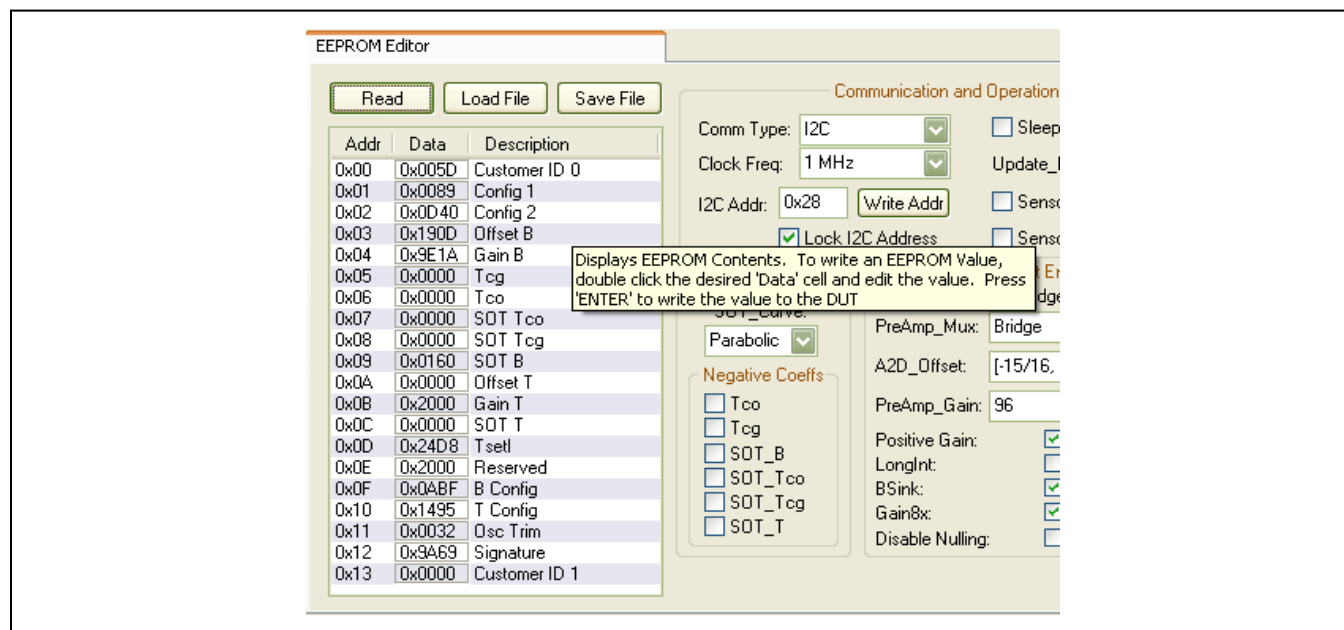 EEPROM Editor
Read Load File Save File
Addr Data Description
0x00 0x005D Customer ID 0
0x01 0x0089 Config 1
0x02 0x0D40 Config 2
0x03 0x190D Offset B
0x04 0x9E1A Gain B
0x05 0x0000 Tcg
0x06 0x0000 Tco
0x07 0x0000 SOT Tco
0x08 0x0000 SOT Tcg
0x09 0x0160 SOT B
0x0A 0x0000 Offset T
0x0B 0x2000 Gain T
0x0C 0x0000 SOT T
0x0D 0x24D8 Tsetl
0x0E 0x2000 Reserved
0x0F 0x0ABF B Config
0x10 0x1495 T Config
0x11 0x0032 Osc Trim
0x12 0x9A69 Signature
0x13 0x0000 Customer ID 1
Communication and Operation
Comm Type: I2C Sleep
Clock Freq: 1 MHz Update_
I2C Addr: 0x28 Write Addr Senso
Lock I2C Address Senso
Displays EEPROM Contents. To write an EEPROM Value,
double click the desired 'Data' cell and edit the value. Press
'ENTER' to write the value to the DUT
SOT_Curve:
Parabolic
Negative Coeffs
Tco
Tcg
SOT_B
SOT_Tco
SOT_Tcg
SOT_T
PreAmp_Mux: Bridge
A2D_Offset: [-15/16,
PreAmp_Gain: 96
Positive Gain:
LongInt:
BSink:
Gain8x:
Disable Nulling: